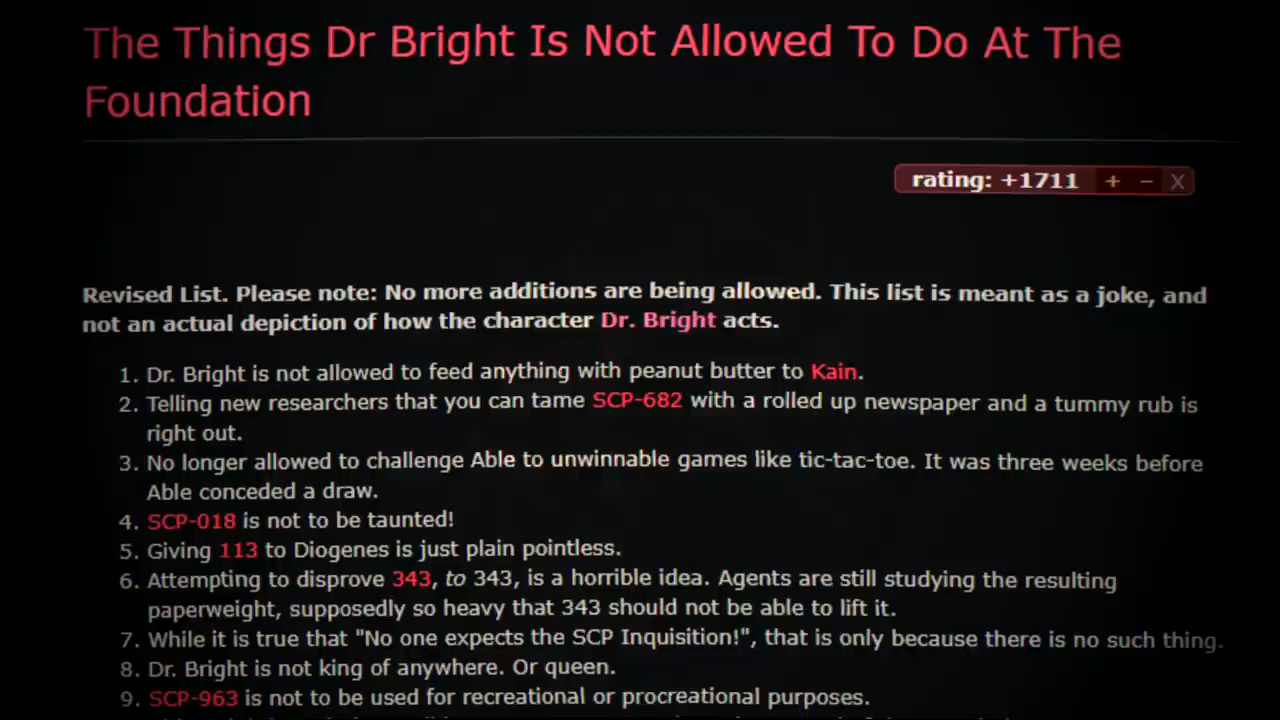 The Things Dr Bright Is Not Allowed To Do At The
Foundation
rating: +1711 + − X
Revised List. Please note: No more additions are being allowed. This list is meant as a joke, and
not an actual depiction of how the character Dr. Bright acts.
1. Dr. Bright is not allowed to feed anything with peanut butter to Kain.
2. Telling new researchers that you can tame SCP-682 with a rolled up newspaper and a tummy rub is
right out.
3. No longer allowed to challenge Able to unwinnable games like tic-tac-toe. It was three weeks before
Able conceded a draw.
4. SCP-018 is not to be taunted!
5. Giving 113 to Diogenes is just plain pointless.
6. Attempting to disprove 343, to 343, is a horrible idea. Agents are still studying the resulting
paperweight, supposedly so heavy that 343 should not be able to lift it.
7. While it is true that "No one expects the SCP Inquisition!", that is only because there is no such thing.
8. Dr. Bright is not king of anywhere. Or queen.
9. SCP-963 is not to be used for recreational or procreational purposes.